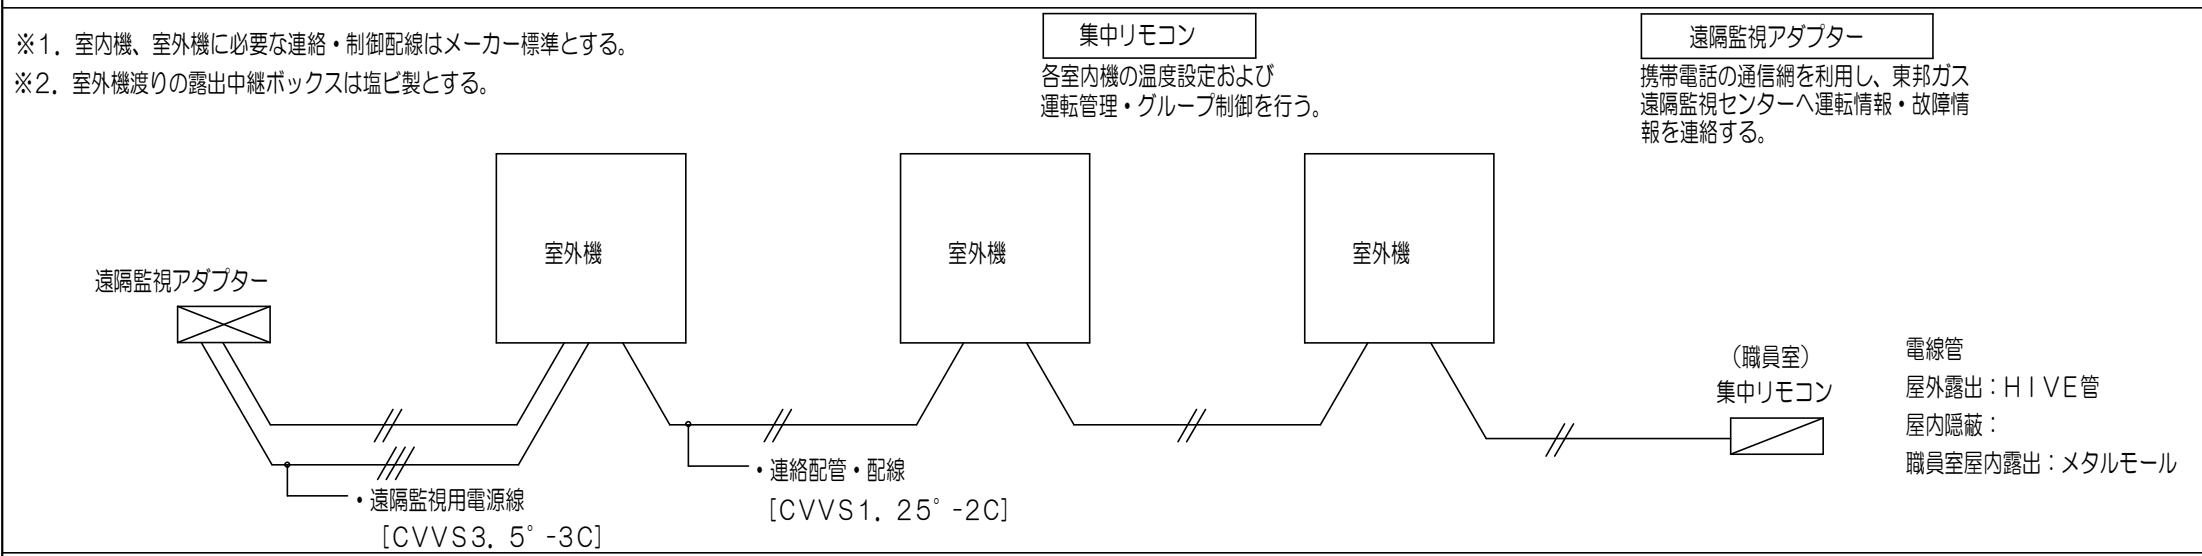 ※1. 室内機、室外機に必要な連絡・制御配線はメーカー標準とする。
※2. 室外機渡りの露出中継ボックスは塩ビ製とする。
集中リモコン
各室内機の温度設定および
運転管理・グループ制御を行う。
遠隔監視アダプター
携帯電話の通信網を利用し、東邦ガス
遠隔監視センターへ運転情報・故障情
報を連絡する。
遠隔監視アダプター
室外機
室外機
室外機
・遠隔監視用電源線
[CVVS3. 5°-3C]
・連絡配管・配線
[CVVS1. 25°-2C]
(職員室)
集中リモコン
電線管
屋外露出:HIVE管
屋内隠蔽:
職員室屋内露出:メタルモール